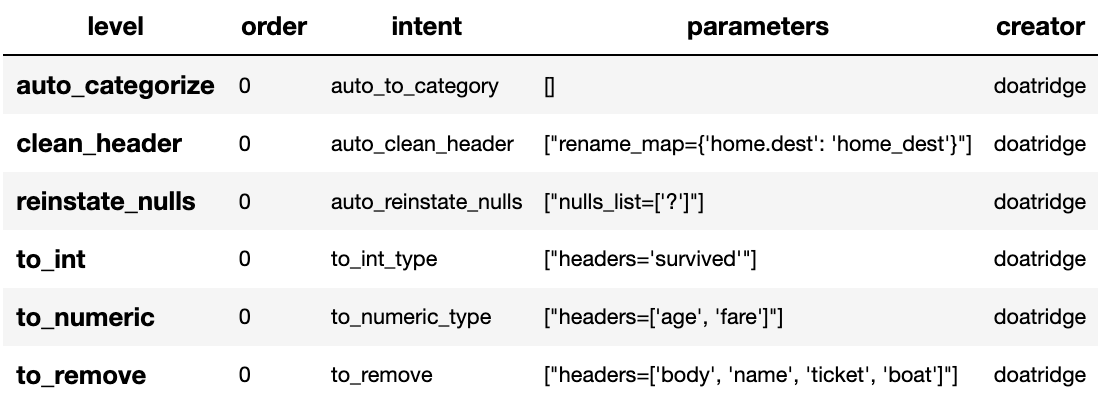 level order intent parameters creator
auto_categorize 0 auto_to_category [] doatridge
clean_header 0 auto_clean_header ["rename_map={'home.dest': 'home_dest'}"] doatridge
reinstate_nulls 0 auto_reinstate_nulls ["nulls_list=['?']"] doatridge
to_int 0 to_int_type ["headers='survived'"] doatridge
to_numeric 0 to_numeric_type ["headers=['age', 'fare']"] doatridge
to_remove 0 to_remove ["headers=['body', 'name', 'ticket', 'boat']"] doatridge